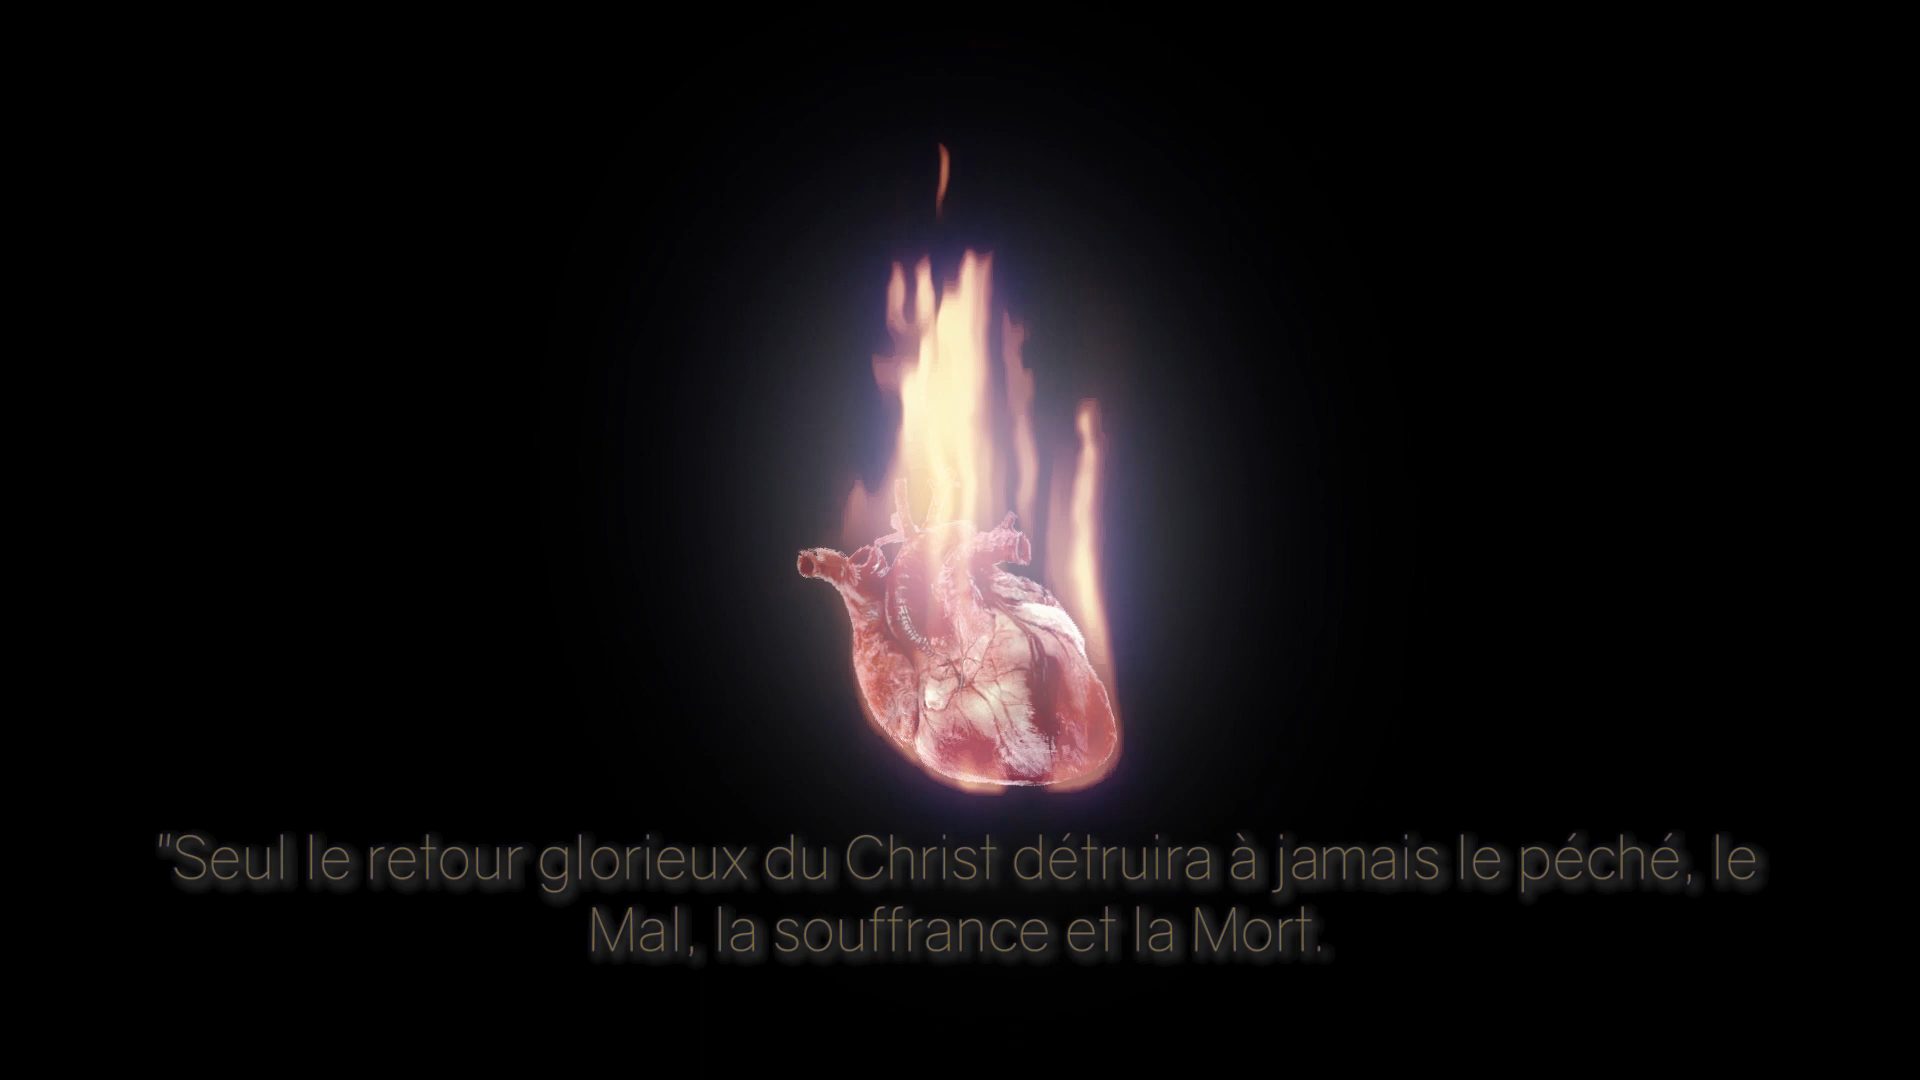 "Seul le retour glorieux du Christ détruira à jamais le péché, le
Mal, la souffrance et la Mort.